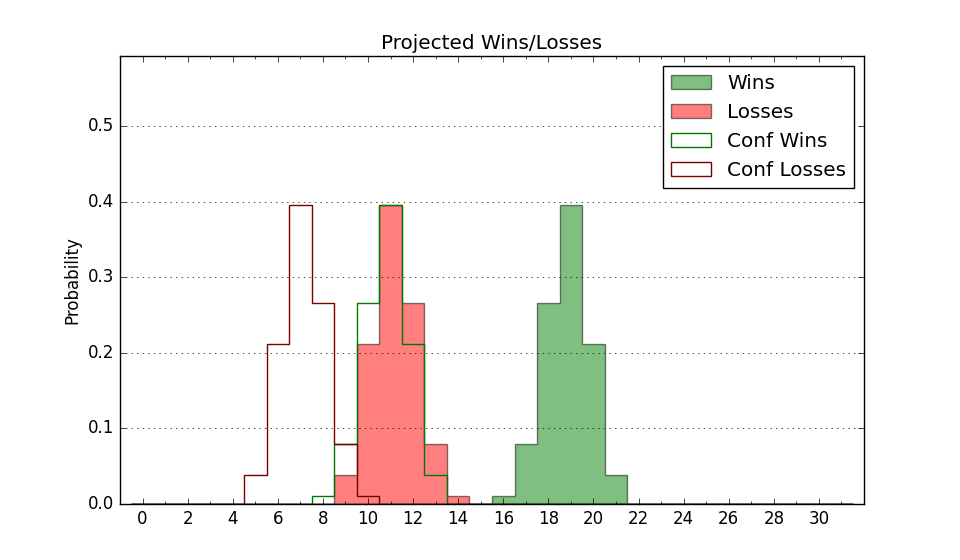 Projected Wins/Losses
Wins
Losses
Conf Wins
Conf Losses
Probability
0.5
0.4
0.3
0.2
0.1
0.0
0 2 4 6 8 10 12 14 16 18 20 22 24 26 28 30